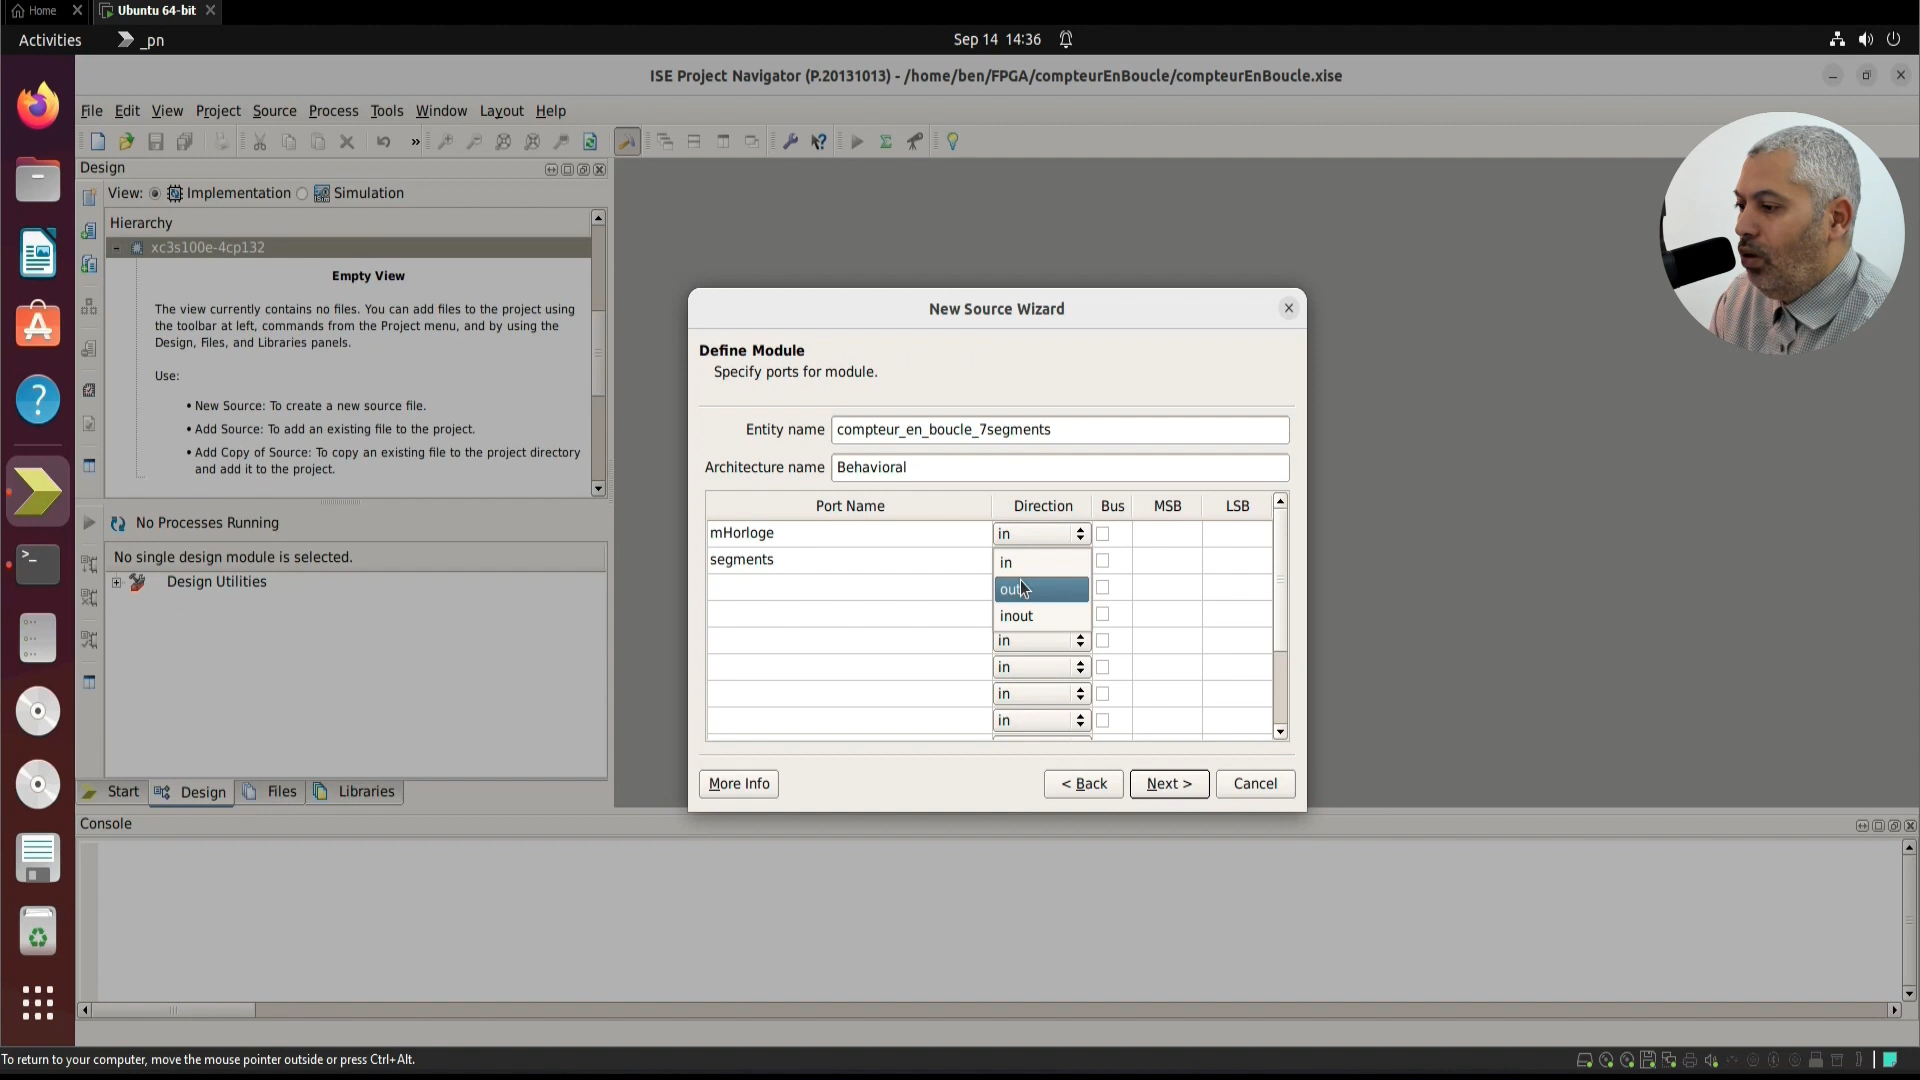 Home
Ubuntu 64-bit
Activities
_pn
Sep 14 14:36
ISE Project Navigator (P.20131013) - /home/ben/FPGA/compteurEnBoucle/compteurEnBoucle.xise
File Edit View Project Source Process Tools Window Layout Help
»
Design
View: Implementation Simulation
Hierarchy
xc3s100e-4cp132
Empty View
The view currently contains no files. You can add files to the project using
the toolbar at left, commands from the Project menu, and by using the
Design, Files, and Libraries panels.
Use:
• New Source: To create a new source file.
• Add Source: To add an existing file to the project.
• Add Copy of Source: To copy an existing file to the project directory
and add it to the project.
No Processes Running
No single design module is selected.
Design Utilities
Start Design Files Libraries
Console
New Source Wizard
Define Module
Specify ports for module.
Entity name compteur_en_boucle_7segments
Architecture name Behavioral
Port Name Direction Bus MSB LSB
mHorloge in
segments
in
out
inout
in
in
in
in
More Info < Back Next > Cancel
To return to your computer, move the mouse pointer outside or press Ctrl+Alt.